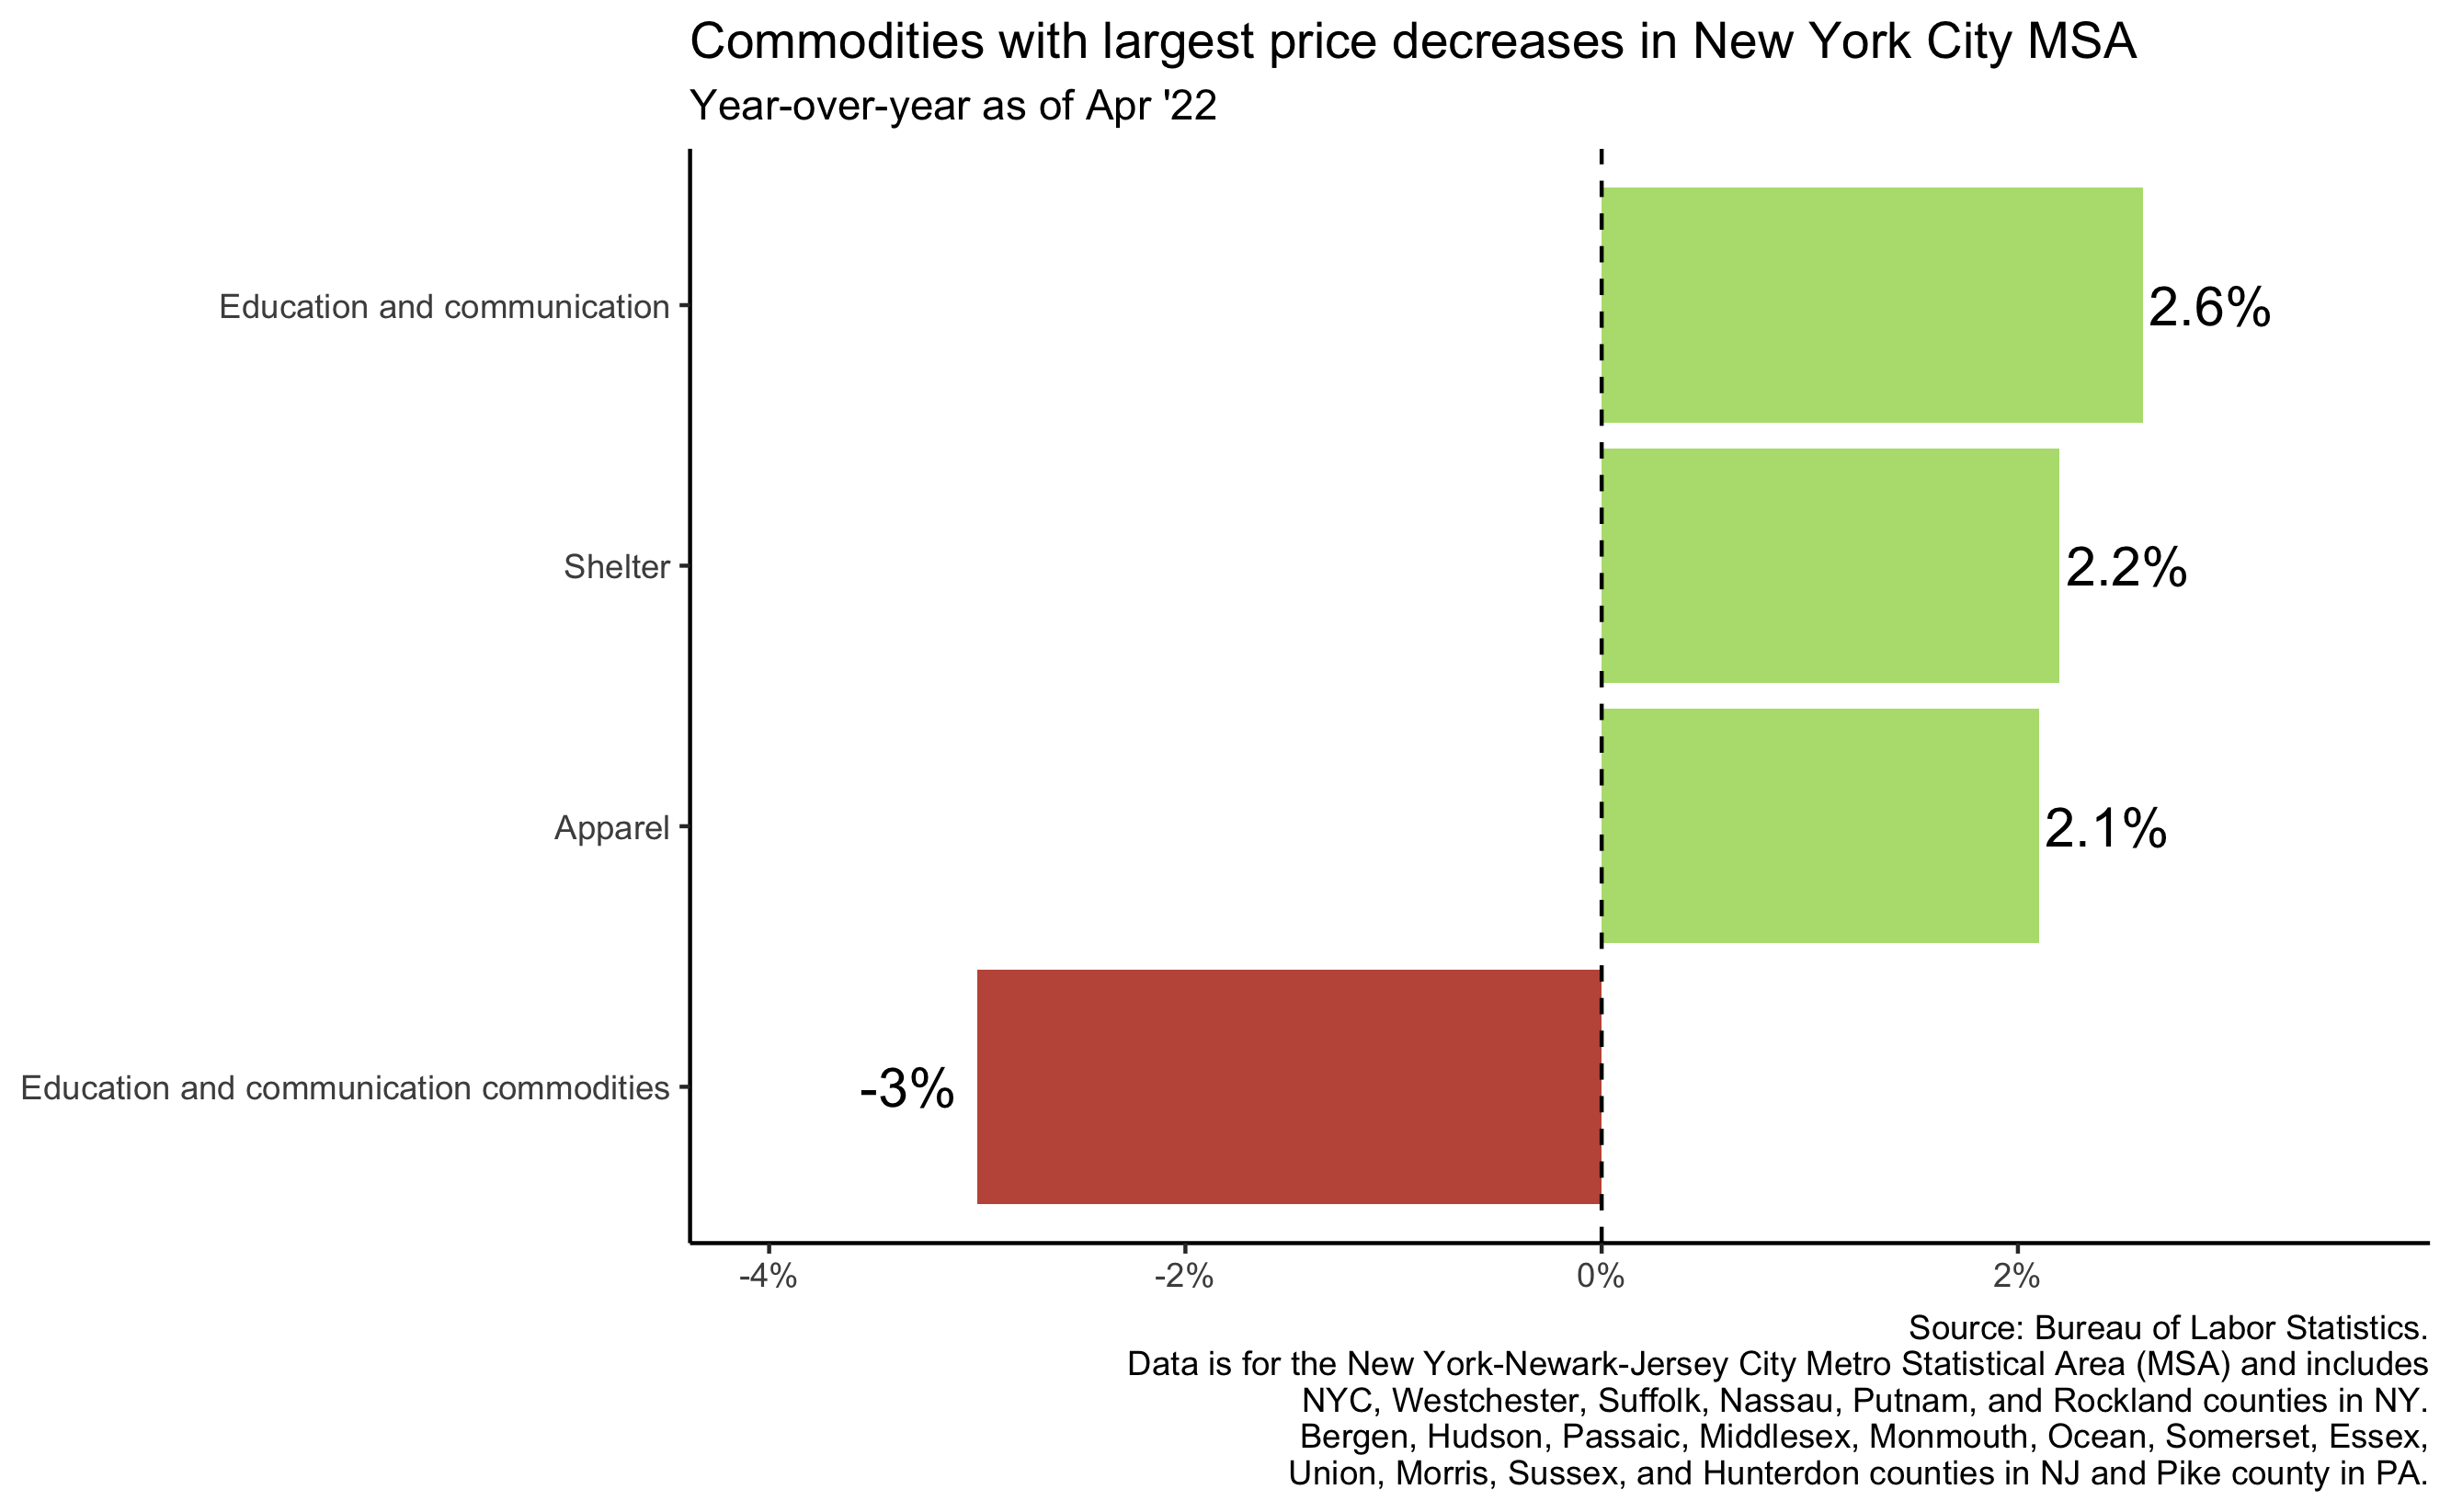 Commodities with largest price decreases in New York City MSA
Year-over-year as of Apr '22
Education and communication
2.6%
Shelter
2.2%
Apparel
2.1%
Education and communication commodities
-3%
-4%
-2%
0%
2%
Source: Bureau of Labor Statistics.
Data is for the New York-Newark-Jersey City Metro Statistical Area (MSA) and includes
NYC, Westchester, Suffolk, Nassau, Putnam, and Rockland counties in NY.
Bergen, Hudson, Passaic, Middlesex, Monmouth, Ocean, Somerset, Essex,
Union, Morris, Sussex, and Hunterdon counties in NJ and Pike county in PA.